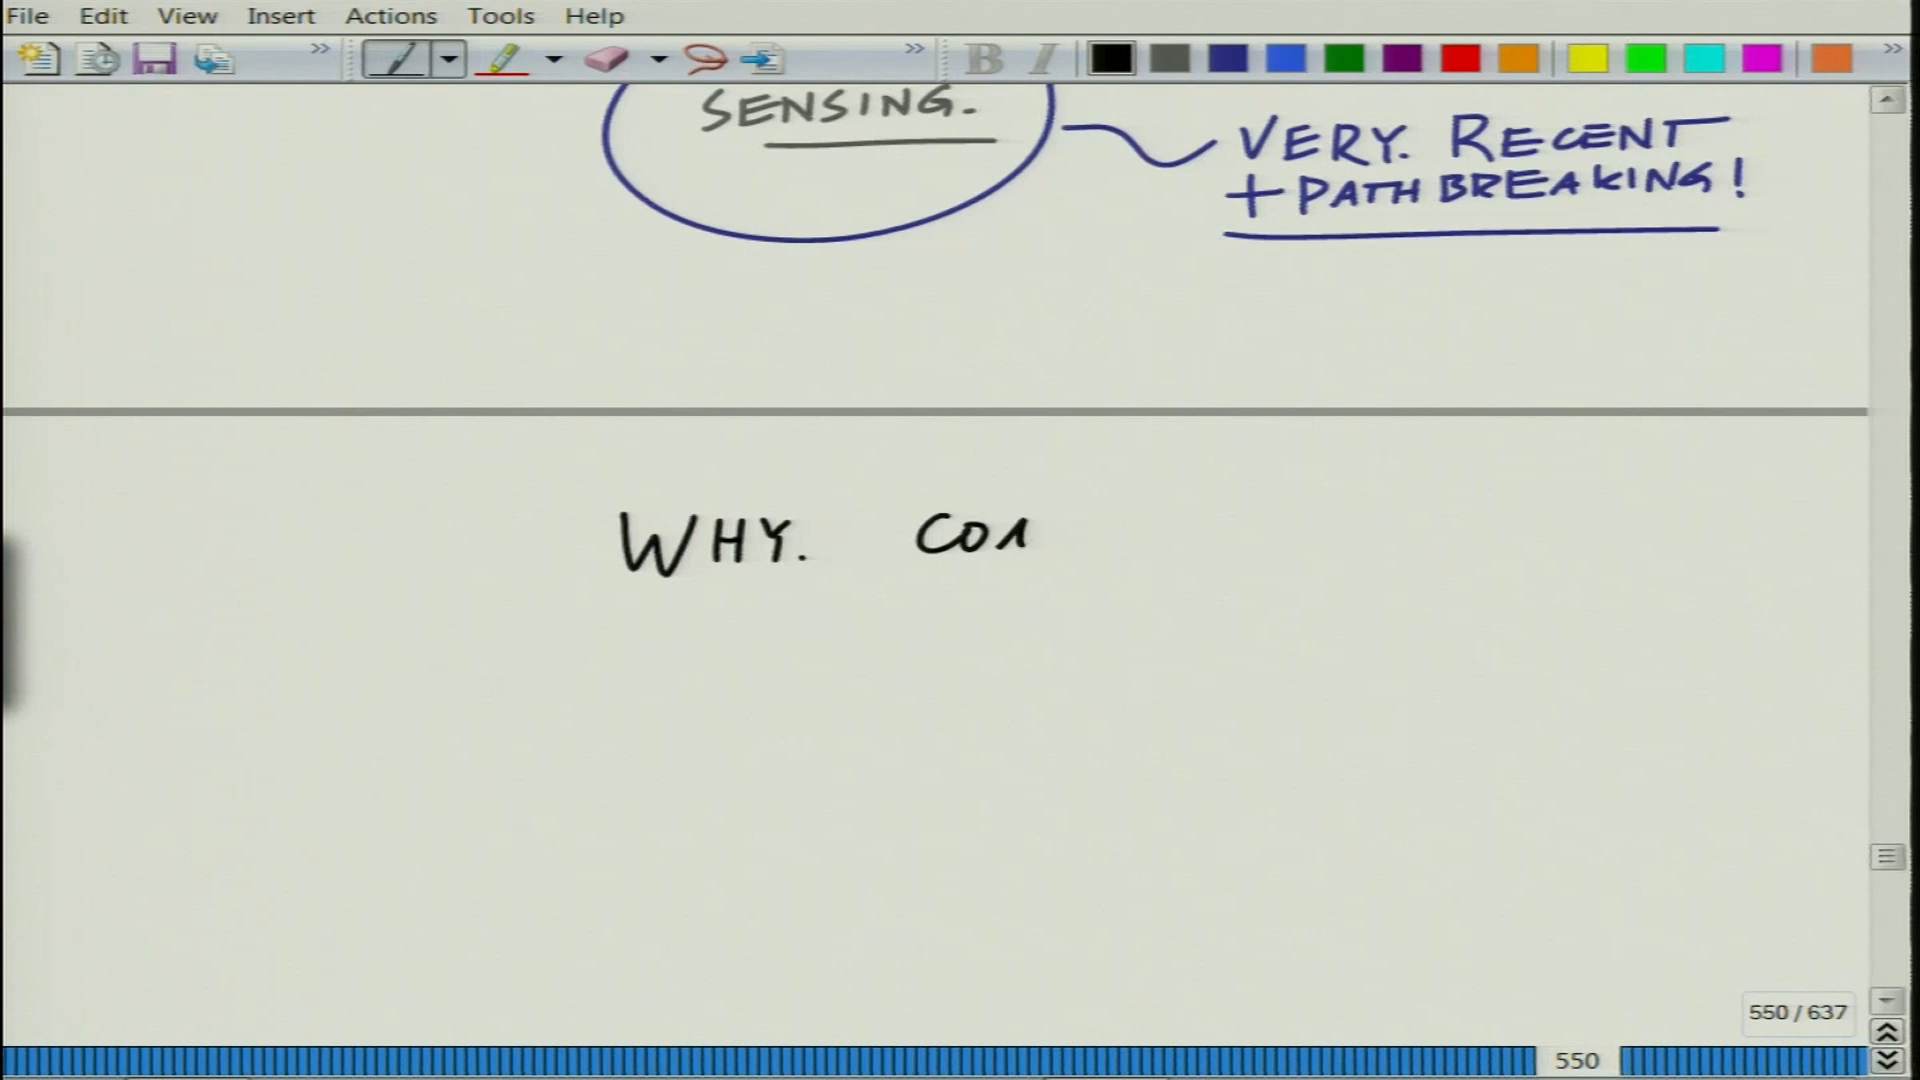 File Edit View Insert Actions Tools Help
B I
SENSING.
VERY. RECENT
+ PATH BREAKING!
WHY.
550 / 637
550